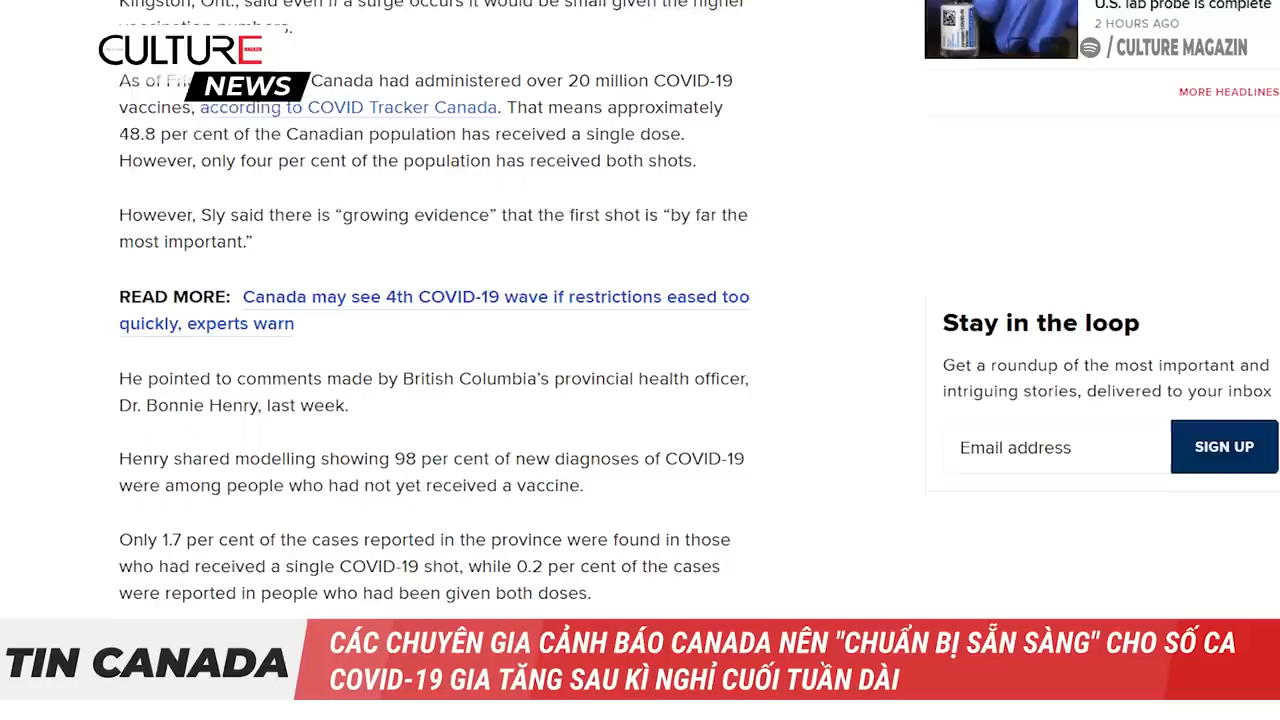 Kingston, Ont., said even if a surge occurs it would be small given the higher
CULTURE
NEWS
As of Canada had administered over 20 million COVID-19
vaccines, according to COVID Tracker Canada. That means approximately
48.8 per cent of the Canadian population has received a single dose.
However, only four per cent of the population has received both shots.
However, Sly said there is “growing evidence” that the first shot is “by far the
most important.”
READ MORE: Canada may see 4th COVID-19 wave if restrictions eased too
quickly, experts warn
He pointed to comments made by British Columbia’s provincial health officer,
Dr. Bonnie Henry, last week.
Henry shared modelling showing 98 per cent of new diagnoses of COVID-19
were among people who had not yet received a vaccine.
Only 1.7 per cent of the cases reported in the province were found in those
who had received a single COVID-19 shot, while 0.2 per cent of the cases
were reported in people who had been given both doses.
U.S. lab probe is complete
2 HOURS AGO
/ CULTURE MAGAZIN
MORE HEADLINES
Stay in the loop
Get a roundup of the most important and
intriguing stories, delivered to your inbox
Email address
SIGN UP
TIN CANADA
CÁC CHUYÊN GIA CẢNH BÁO CANADA NÊN "CHUẨN BỊ SẴN SÀNG" CHO SỐ CA
COVID-19 GIA TĂNG SAU KÌ NGHỈ CUỐI TUẦN DÀI